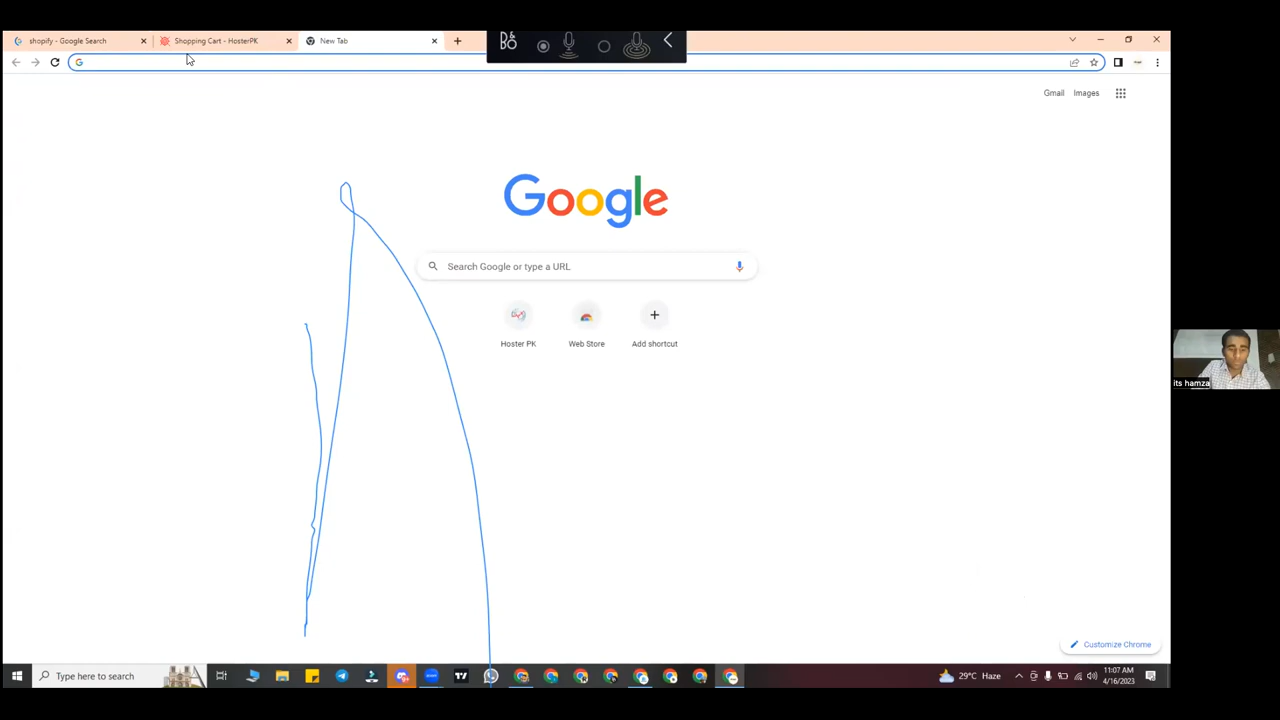 shopify - Google Search
Shopping Cart - HosterPK
New Tab
B&O
Gmail
Images
Google
Search Google or type a URL
Hoster PK
Web Store
Add shortcut
its hamza
Customize Chrome
Type here to search
29°C Haze
11:07 AM
4/16/2023